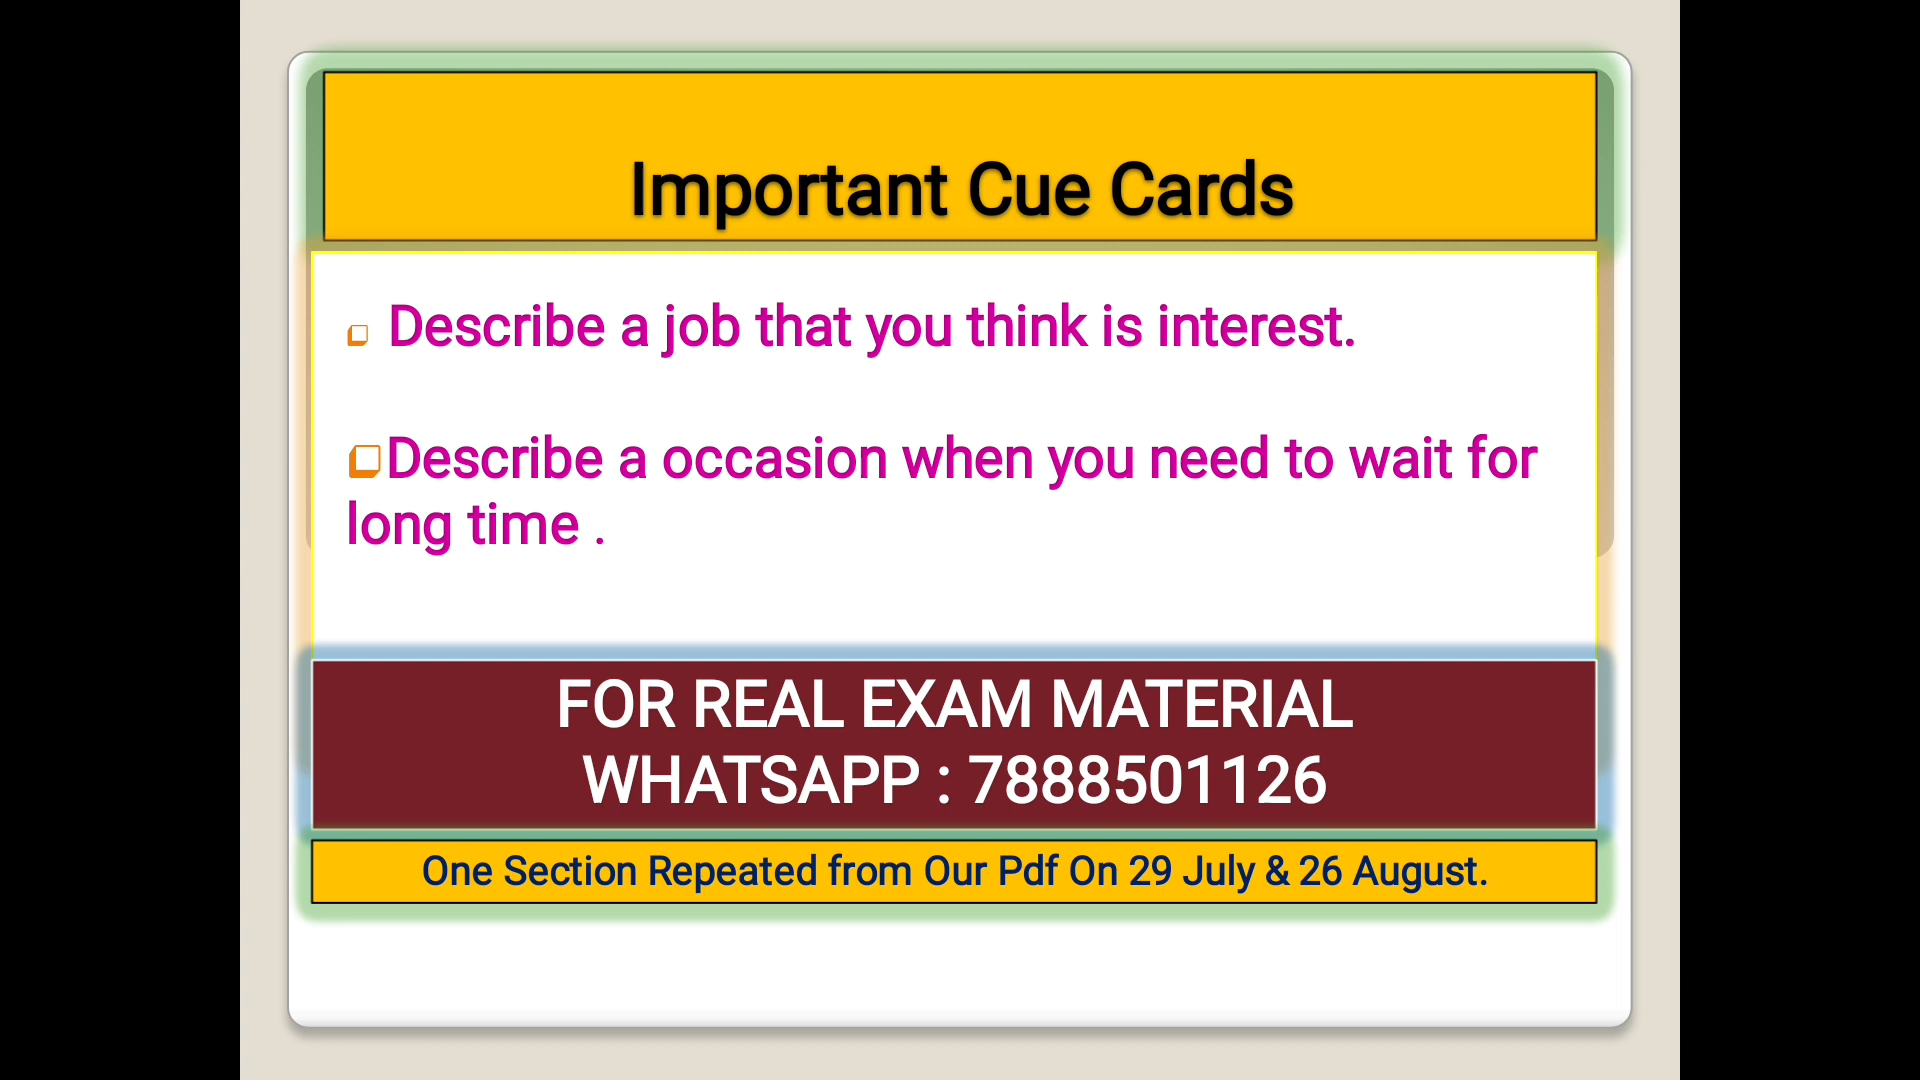 Important Cue Cards
Describe a job that you think is interest.
Describe a occasion when you need to wait for
long time .
FOR REAL EXAM MATERIAL
WHATSAPP : 7888501126
One Section Repeated from Our Pdf On 29 July & 26 August.